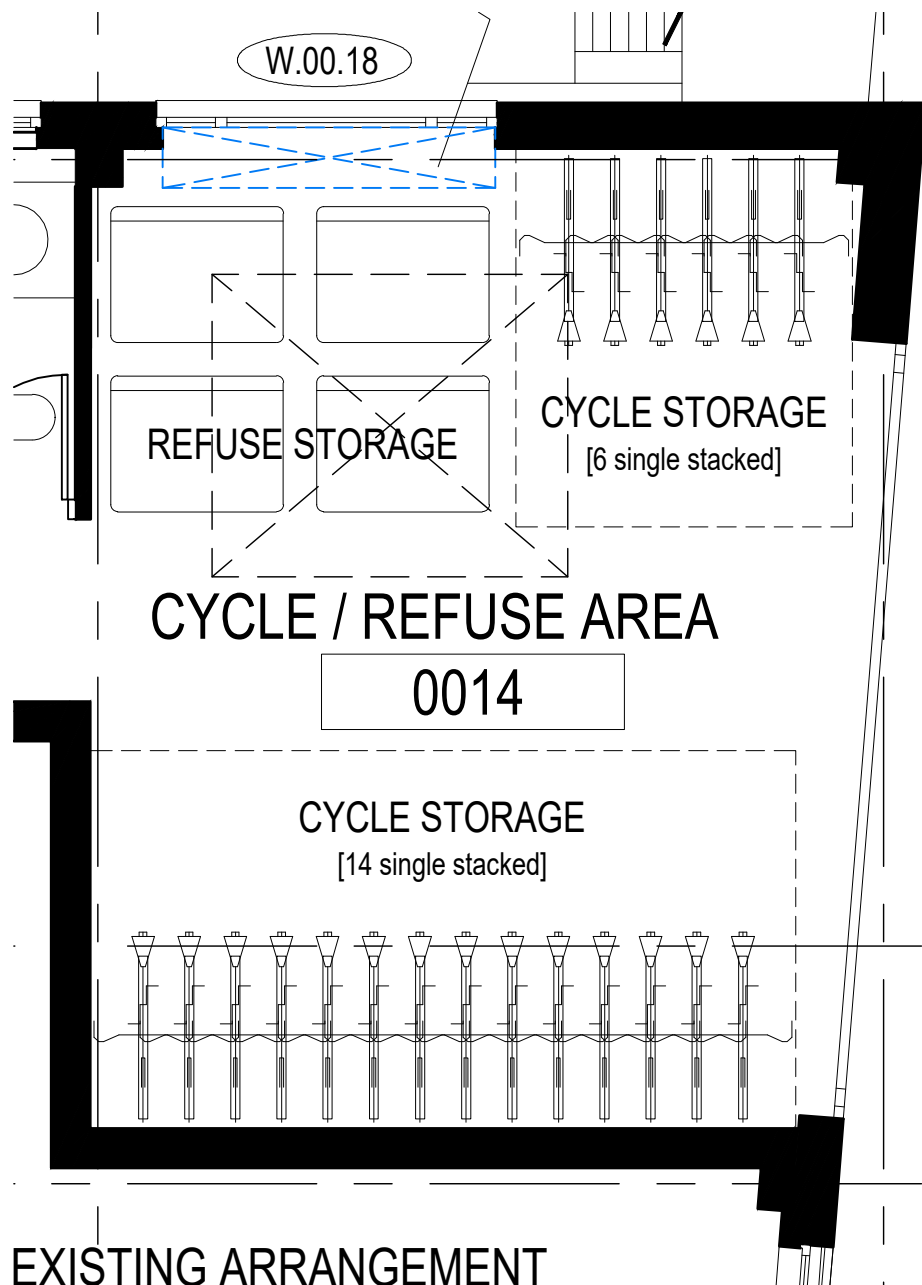 W.00.18
CYCLE STORAGE
[6 single stacked]
REFUSE STORAGE
CYCLE / REFUSE AREA
0014
CYCLE STORAGE
[14 single stacked]
EXISTING ARRANGEMENT